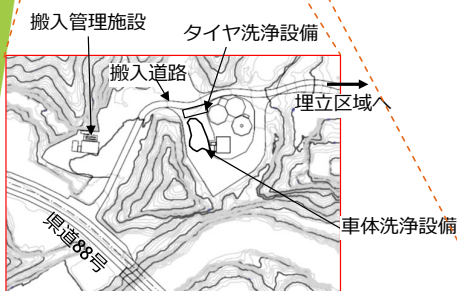 搬入管理施設
タイヤ洗浄設備
搬入道路
埋立区域へ
車体洗浄設備
県道88号